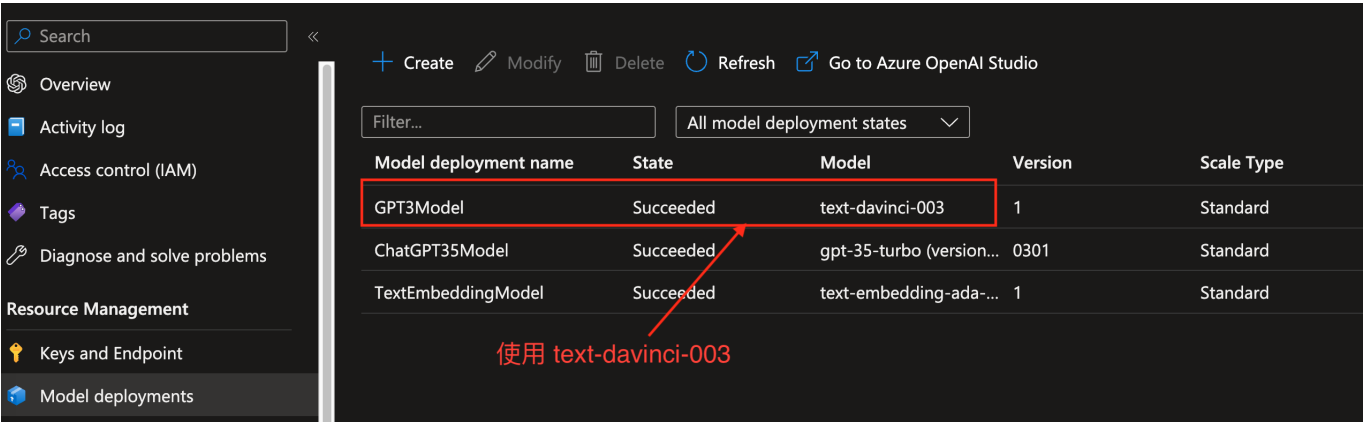 Search
«
Overview
Activity log
Access control (IAM)
Tags
Diagnose and solve problems
Resource Management
Keys and Endpoint
Model deployments
Create Modify Delete Refresh Go to Azure OpenAI Studio
Filter... All model deployment states
Model deployment name State Model Version Scale Type
GPT3Model Succeeded text-davinci-003 1 Standard
ChatGPT35Model Succeeded gpt-35-turbo (version... 0301 Standard
TextEmbeddingModel Succeeded text-embedding-ada-... 1 Standard
使用 text-davinci-003